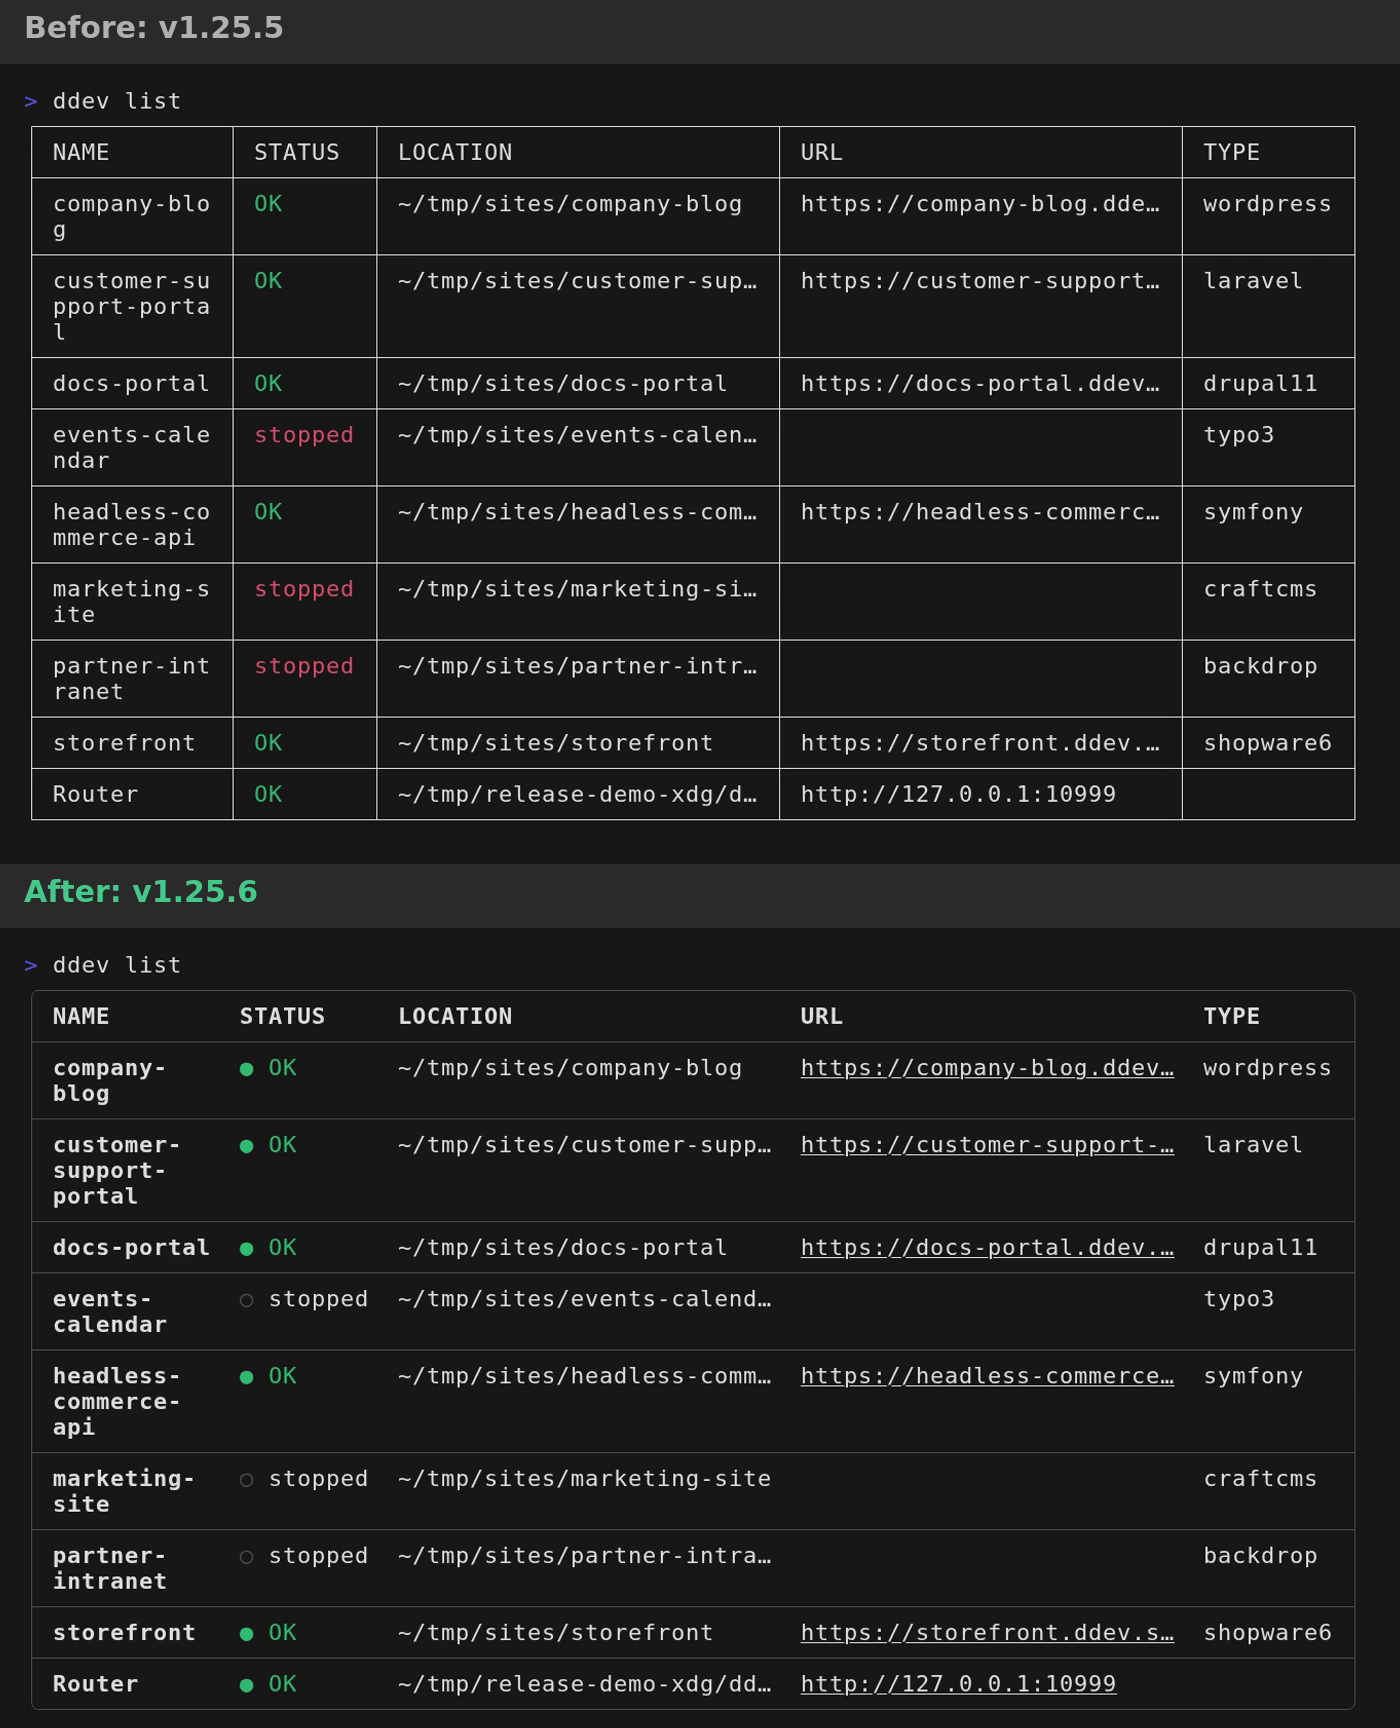 Before: v1.25.5
> ddev list
NAME STATUS LOCATION URL TYPE
company-blo OK ~/tmp/sites/company-blog https://company-blog.dde… wordpress
g
customer-su OK ~/tmp/sites/customer-sup… https://customer-support… laravel
pport-porta
l
docs-portal OK ~/tmp/sites/docs-portal https://docs-portal.ddev… drupal11
events-cale stopped ~/tmp/sites/events-calen… typo3
ndar
headless-co OK ~/tmp/sites/headless-com… https://headless-commerc… symfony
mmerce-api
marketing-s stopped ~/tmp/sites/marketing-si… craftcms
ite
partner-int stopped ~/tmp/sites/partner-intr… backdrop
ranet
storefront OK ~/tmp/sites/storefront https://storefront.ddev.… shopware6
Router OK ~/tmp/release-demo-xdg/d… http://127.0.0.1:10999
After: v1.25.6
> ddev list
NAME STATUS LOCATION URL TYPE
company- ● OK ~/tmp/sites/company-blog https://company-blog.ddev… wordpress
blog
customer- ● OK ~/tmp/sites/customer-supp… https://customer-support-… laravel
support-
portal
docs-portal ● OK ~/tmp/sites/docs-portal https://docs-portal.ddev.… drupal11
events- ○ stopped ~/tmp/sites/events-calend… typo3
calendar
headless- ● OK ~/tmp/sites/headless-comm… https://headless-commerce… symfony
commerce-
api
marketing- ○ stopped ~/tmp/sites/marketing-site craftcms
site
partner- ○ stopped ~/tmp/sites/partner-intra… backdrop
intranet
storefront ● OK ~/tmp/sites/storefront https://storefront.ddev.s… shopware6
Router ● OK ~/tmp/release-demo-xdg/dd… http://127.0.0.1:10999